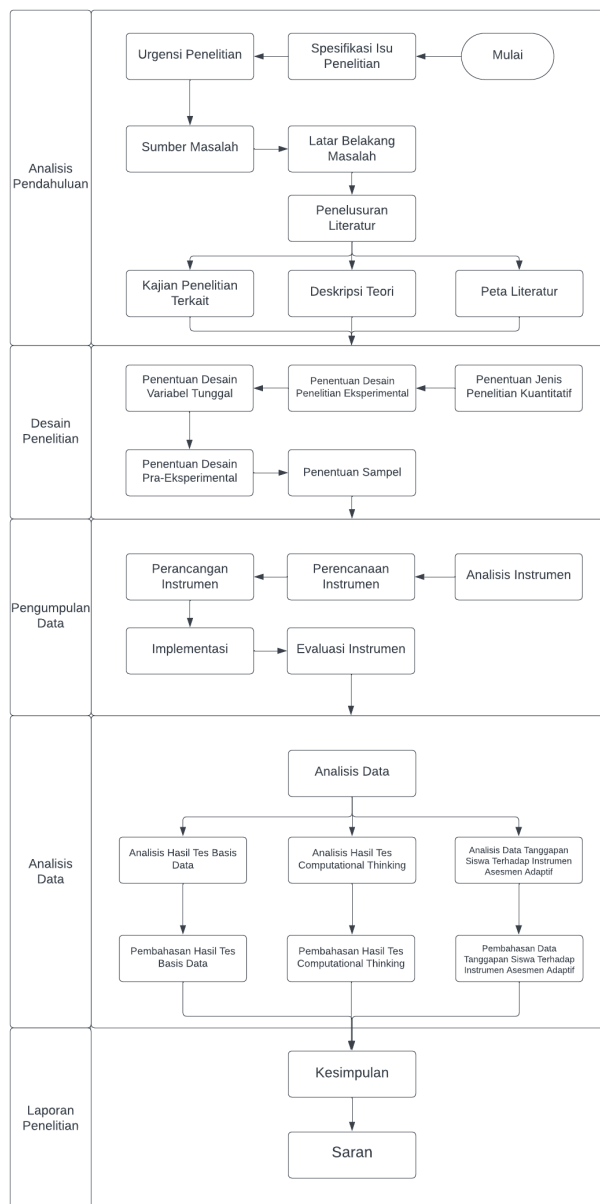 Analisis
Pendahuluan
Mulai
Spesifikasi Isu
Penelitian
Urgensi Penelitian
Sumber Masalah
Latar Belakang
Masalah
Penelusuran
Literatur
Kajian Penelitian
Terkait
Deskripsi Teori
Peta Literatur
Desain
Penelitian
Penentuan Jenis
Penelitian Kuantitatif
Penentuan Desain
Penelitian Eksperimental
Penentuan Desain
Variabel Tunggal
Penentuan Desain
Pra-Eksperimental
Penentuan Sampel
Pengumpulan
Data
Analisis Instrumen
Perencanaan
Instrumen
Perancangan
Instrumen
Implementasi
Evaluasi Instrumen
Analisis
Data
Analisis Data
Analisis Hasil Tes Basis
Data
Analisis Hasil Tes
Computational Thinking
Analisis Data Tanggapan
Siswa Terhadap Instrumen
Asesmen Adaptif
Pembahasan Hasil Tes
Basis Data
Pembahasan Hasil Tes
Computational Thinking
Pembahasan Data
Tanggapan Siswa Terhadap
Instrumen Asesmen Adaptif
Laporan
Penelitian
Kesimpulan
Saran